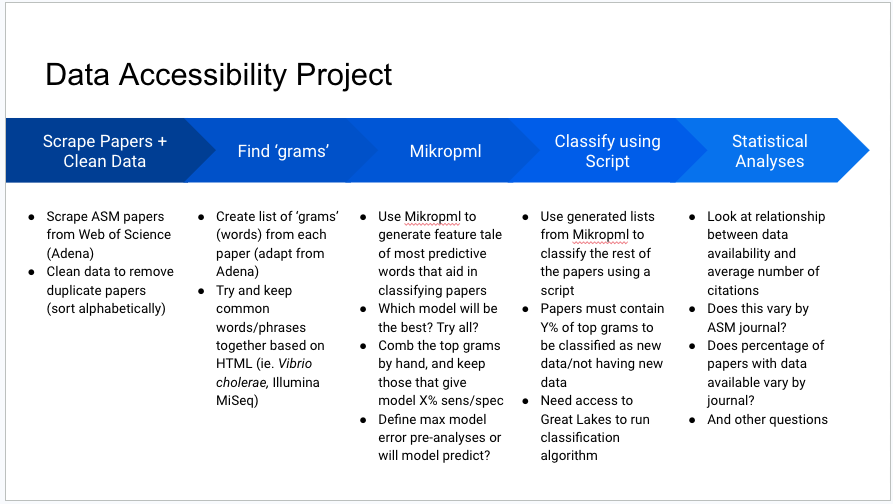 Data Accessibility Project
Scrape Papers +
Clean Data
Find ‘grams’
Mikropml
Classify using
Script
Statistical
Analyses
● Scrape ASM papers
from Web of Science
(Adena)
● Clean data to remove
duplicate papers
(sort alphabetically)
● Create list of ‘grams’
(words) from each
paper (adapt from
Adena)
● Try and keep
common
words/phrases
together based on
HTML (ie. Vibrio
cholerae, Illumina
MiSeq)
● Use Mikropml to
generate feature tale
of most predictive
words that aid in
classifying papers
● Which model will be
the best? Try all?
● Comb the top grams
by hand, and keep
those that give
model X% sens/spec
● Define max model
error pre-analyses or
will model predict?
● Use generated lists
from Mikropml to
classify the rest of
the papers using a
script
● Papers must contain
Y% of top grams to
be classified as new
data/not having new
data
● Need access to
Great Lakes to run
classification
algorithm
● Look at relationship
between data
availability and
average number of
citations
● Does this vary by
ASM journal?
● Does percentage of
papers with data
available vary by
journal?
● And other questions